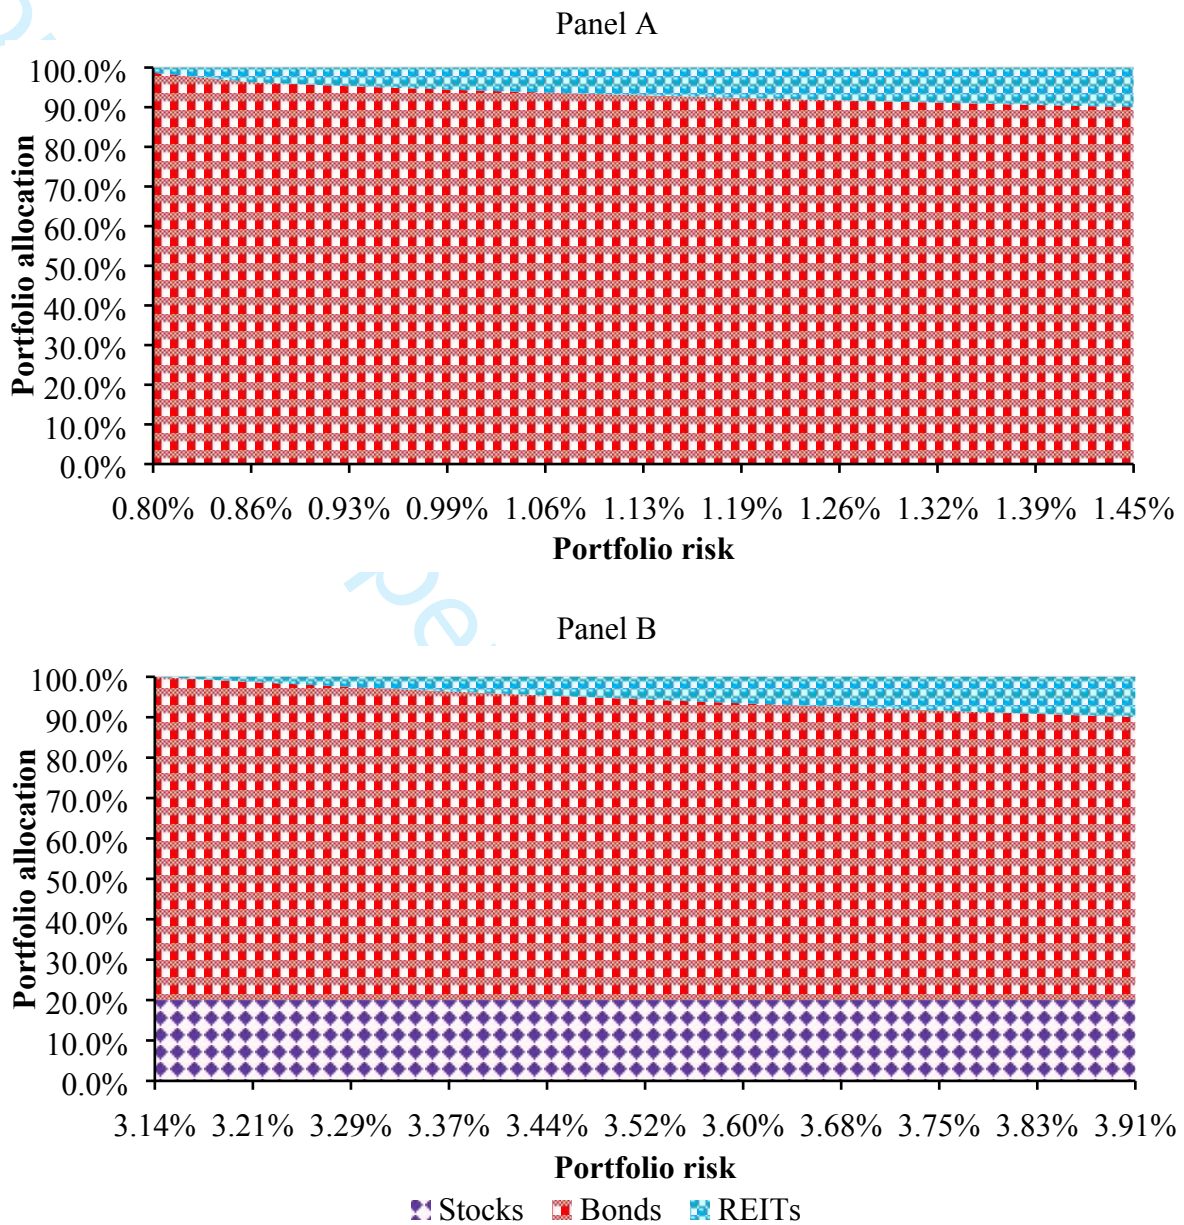 Panel A
100.0%
90.0%
80.0%
70.0%
60.0%
50.0%
40.0%
30.0%
20.0%
10.0%
0.0%
Portfolio allocation
0.80% 0.86% 0.93% 0.99% 1.06% 1.13% 1.19% 1.26% 1.32% 1.39% 1.45%
Portfolio risk
pe
Panel B
100.0%
90.0%
80.0%
70.0%
60.0%
50.0%
40.0%
30.0%
20.0%
10.0%
0.0%
Portfolio allocation
3.14% 3.21% 3.29% 3.37% 3.44% 3.52% 3.60% 3.68% 3.75% 3.83% 3.91%
Portfolio risk
Stocks Bonds REITs